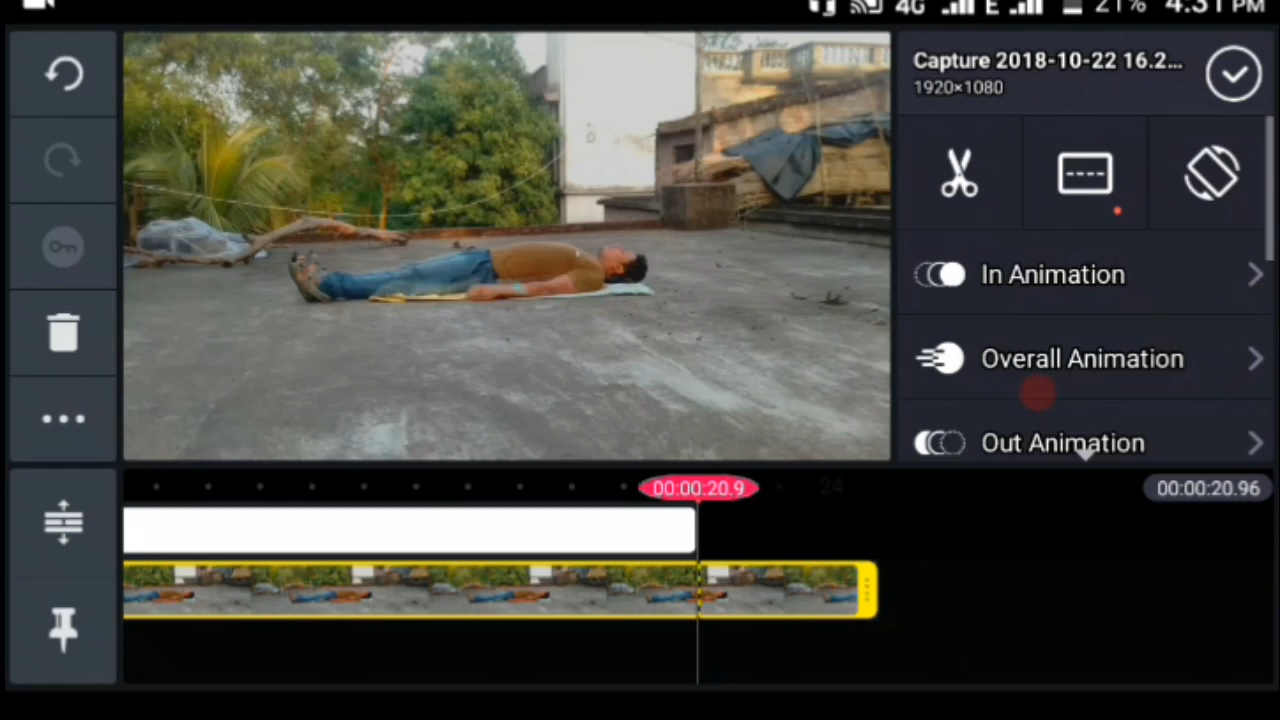 4G E 21% 4:31 PM
Capture 2018-10-22 16.2...
1920×1080
In Animation
Overall Animation
Out Animation
00:00:20.9
24
00:00:20.96